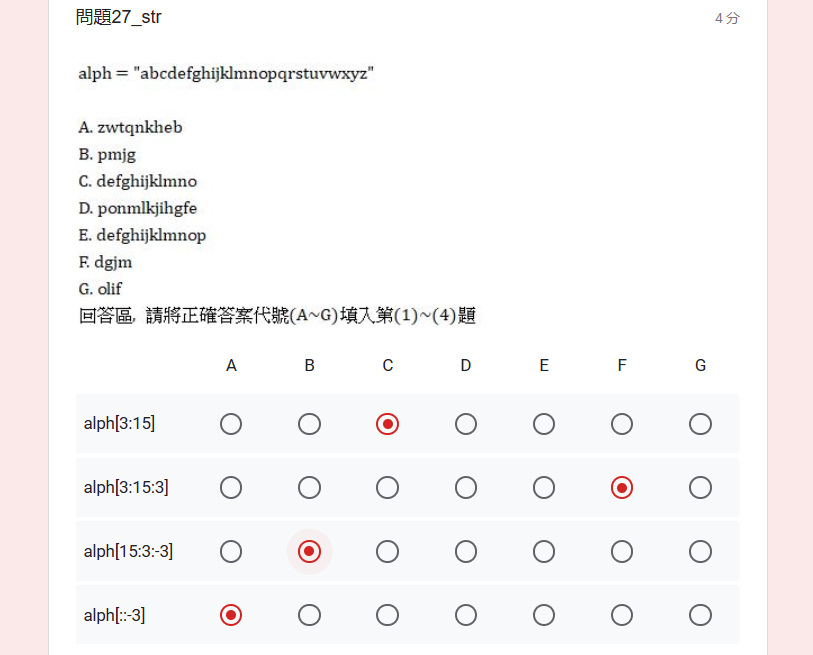 問題27_str
4 分
alph = "abcdefghijklmnopqrstuvwxyz"
A. zwtqnkheb
B. pmjg
C. defghijklmno
D. ponmlkjihgfe
E. defghijklmnop
F. dgjm
G. olif
回答區, 請將正確答案代號(A~G)填入第(1)~(4)題
A B C D E F G
alph[3:15]
alph[3:15:3]
alph[15:3:-3]
alph[::-3]